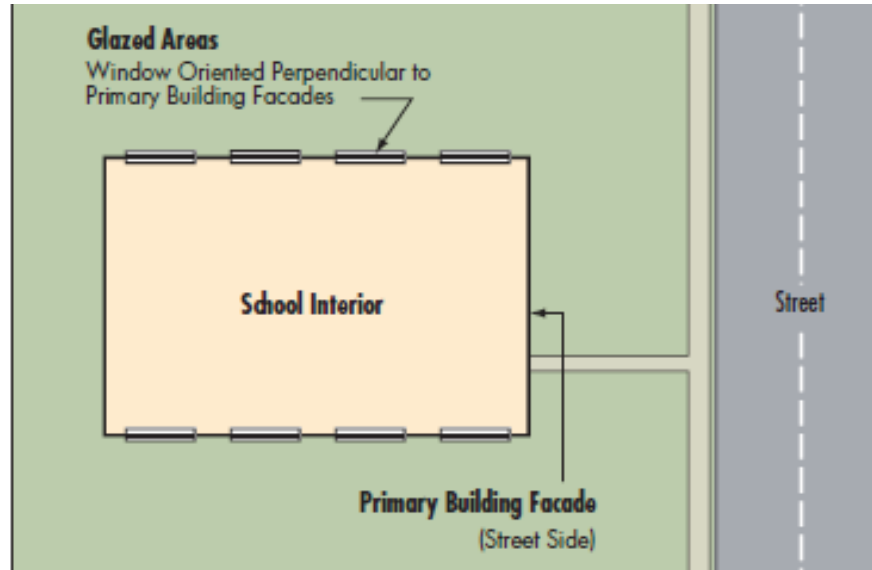 Glazed Areas
Window Oriented Perpendicular to
Primary Building Facades
School Interior
Street
Primary Building Facade
(Street Side)